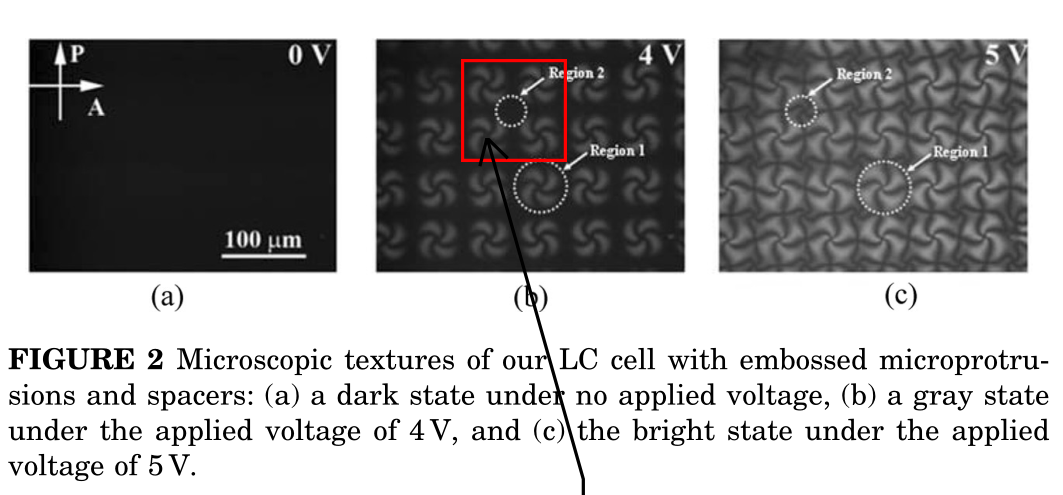 P
A
0 V
100 μm
(a)
4 V
Region 2
Region 1
(b)
5 V
Region 2
Region 1
(c)
FIGURE 2 Microscopic textures of our LC cell with embossed microprotru-
sions and spacers: (a) a dark state under no applied voltage, (b) a gray state
under the applied voltage of 4 V, and (c) the bright state under the applied
voltage of 5 V.